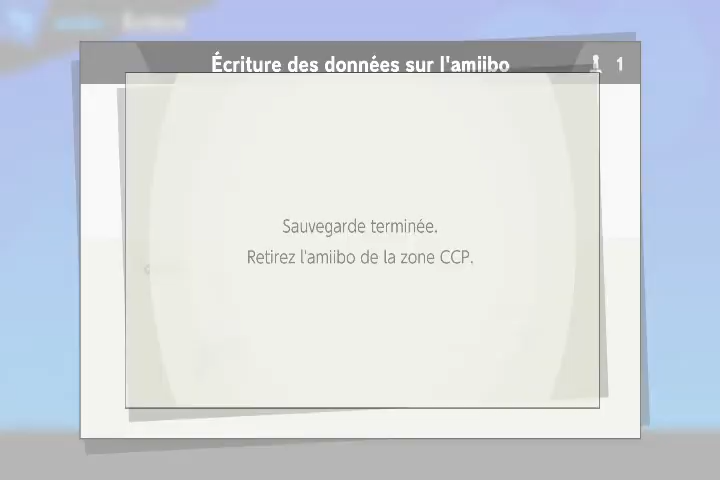 Écriture des données sur l'amiibo
1
Sauvegarde terminée.
Retirez l'amiibo de la zone CCP.